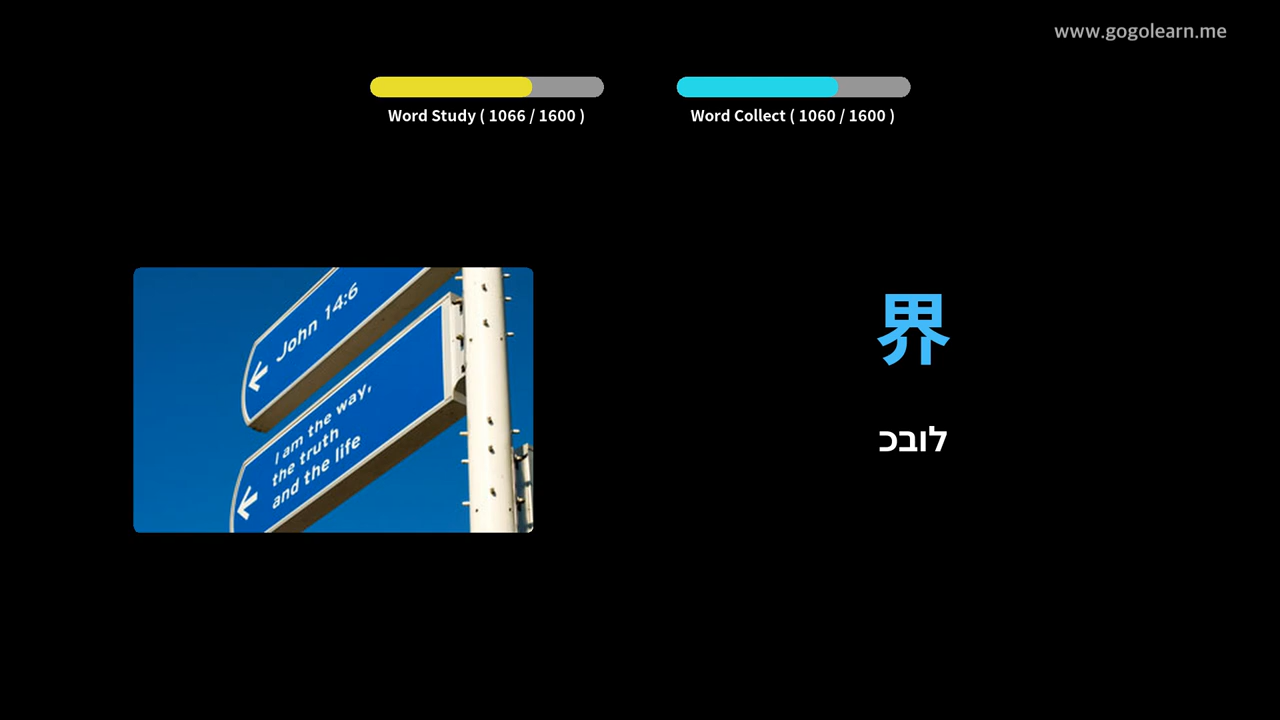 www.gogolearn.me
Word Study ( 1066 / 1600 )
Word Collect ( 1060 / 1600 )
John 14:6
I am the way,
the truth
and the life
界
לובכ